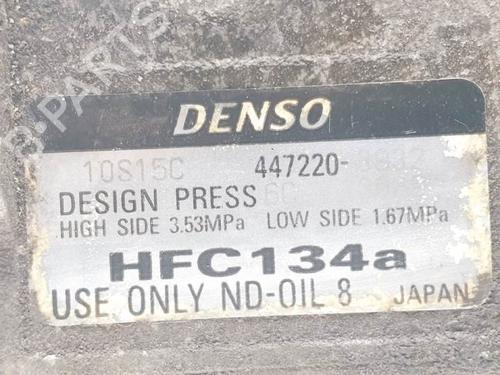 DENSO
10S15C 447220-
DESIGN PRESS
HIGH SIDE 3.53MPa LOW SIDE 1.67MPa
HFC134a
USE ONLY ND-OIL 8 JAPAN